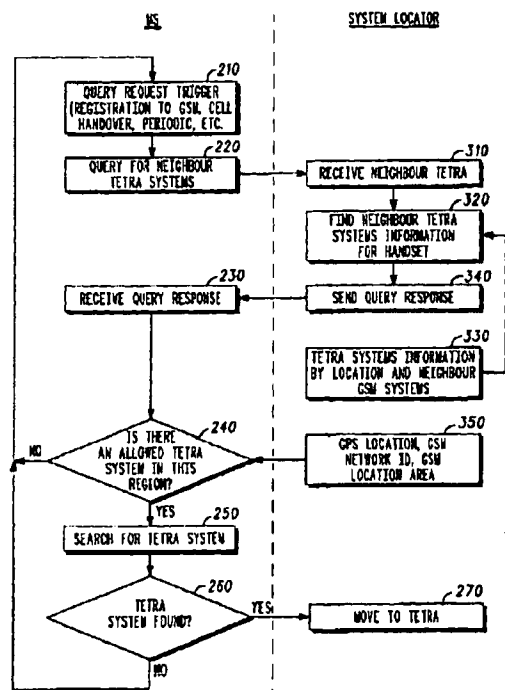 MS
SYSTEM LOCATOR
210
QUERY REQUEST TRIGGER
(REGISTRATION TO GSM, CELL
HANDOVER, PERIODIC, ETC.
220
QUERY FOR NEIGHBOUR
TETRA SYSTEMS
310
RECEIVE NEIGHBOUR TETRA
320
FIND NEIGHBOUR TETRA
SYSTEMS INFORMATION
FOR HANDSET
230
RECEIVE QUERY RESPONSE
340
SEND QUERY RESPONSE
330
TETRA SYSTEMS INFORMATION
BY LOCATION AND NEIGHBOUR
GSM SYSTEMS
240
IS THERE
AN ALLOWED TETRA
SYSTEM IN THIS
REGION?
NO
YES
350
GPS LOCATION, GSM
NETWORK ID, GSM
LOCATION AREA
250
SEARCH FOR TETRA SYSTEM
260
TETRA
SYSTEM FOUND?
YES
NO
270
MOVE TO TETRA